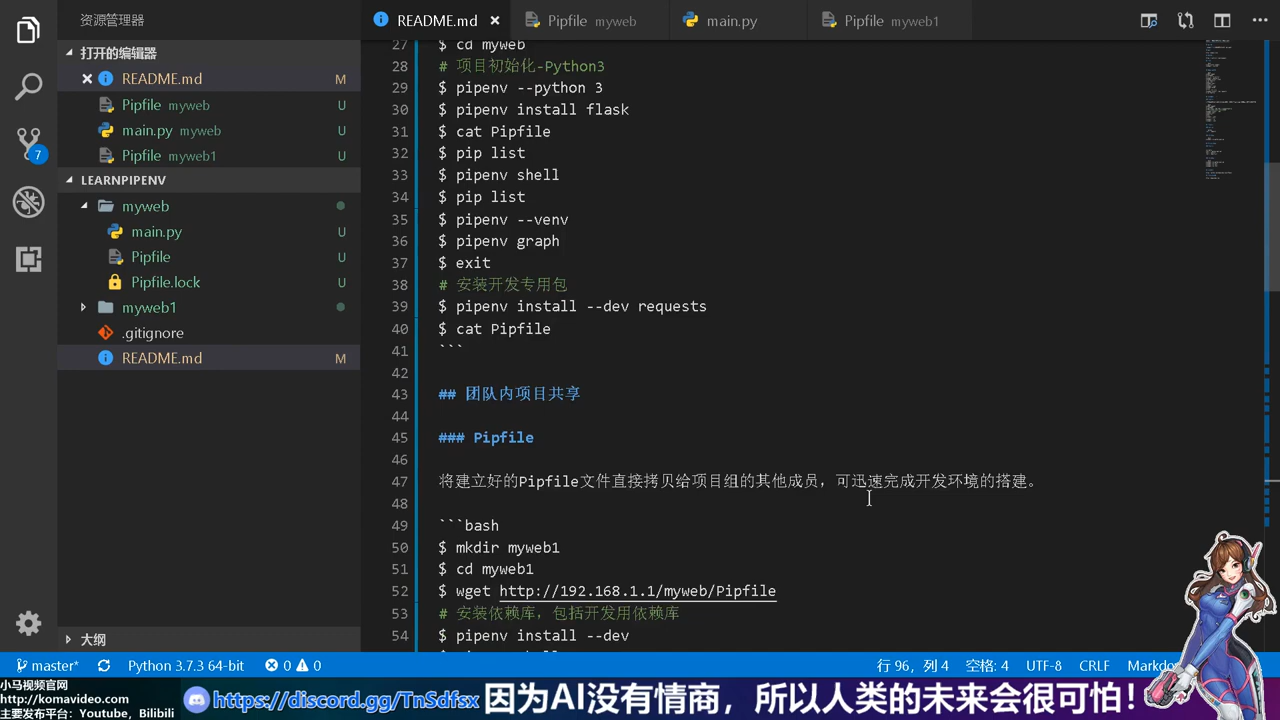 资源管理器
README.md
Pipfile myweb
main.py
Pipfile myweb1
打开的编辑器
README.md M
Pipfile myweb U
main.py myweb U
Pipfile myweb1 U
7
LEARNPIPENV
myweb
main.py U
Pipfile U
Pipfile.lock U
myweb1
.gitignore
README.md M
大纲
27 $ cd myweb
28 # 项目初始化-Python3
29 $ pipenv --python 3
30 $ pipenv install flask
31 $ cat Pipfile
32 $ pip list
33 $ pipenv shell
34 $ pip list
35 $ pipenv --venv
36 $ pipenv graph
37 $ exit
38 # 安装开发专用包
39 $ pipenv install --dev requests
40 $ cat Pipfile
41 ```
42
43 ## 团队内项目共享
44
45 ### Pipfile
46
47 将建立好的Pipfile文件直接拷贝给项目组的其他成员，可迅速完成开发环境的搭建。
48
49 ```bash
50 $ mkdir myweb1
51 $ cd myweb1
52 $ wget http://192.168.1.1/myweb/Pipfile
53 # 安装依赖库，包括开发用依赖库
54 $ pipenv install --dev
master* Python 3.7.3 64-bit 0 0 行 96，列 4 空格: 4 UTF-8 CRLF
小马视频官网
http://komavideo.com
主要发布平台: Youtube, Bilibili
https://discord.gg/TnSdfsx 因为AI没有情商，所以人类的未来会很可怕！